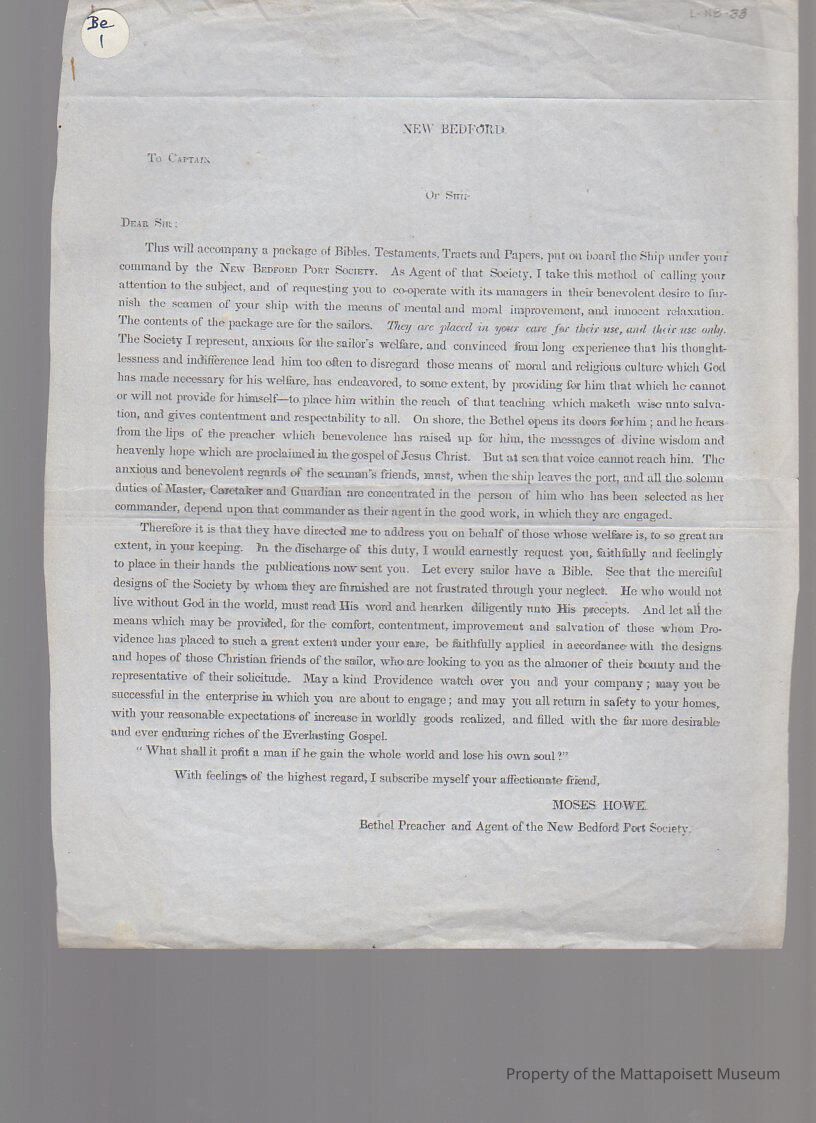 Be
1
L-NB-33
NEW BEDFORD.
To Captain
Of Ship
Dear Sir:
This will accompany a package of Bibles, Testaments, Tracts and Papers, put on board the Ship under your
command by the New Bedford Port Society. As Agent of that Society, I take this method of calling your
attention to the subject, and of requesting you to co-operate with its managers in their benevolent desire to fur-
nish the seamen of your ship with the means of mental and moral improvement, and innocent relaxation.
The contents of the package are for the sailors. They are placed in your care for their use, and their use only.
The Society I represent, anxious for the sailor's welfare, and convinced from long experience that his thought-
lessness and indifference lead him too often to disregard those means of moral and religious culture which God
has made necessary for his welfare, has endeavored, to some extent, by providing for him that which he cannot
or will not provide for himself—to place him within the reach of that teaching which maketh wise unto salva-
tion, and gives contentment and respectability to all. On shore, the Bethel opens its doors for him; and he hears
from the lips of the preacher which benevolence has raised up for him, the messages of divine wisdom and
heavenly hope which are proclaimed in the gospel of Jesus Christ. But at sea that voice cannot reach him. The
anxious and benevolent regards of the seaman's friends, must, when the ship leaves the port, and all the solemn
duties of Master, Caretaker and Guardian are concentrated in the person of him who has been selected as her
commander, depend upon that commander as their agent in the good work, in which they are engaged.
Therefore it is that they have directed me to address you on behalf of those whose welfare is, to so great an
extent, in your keeping. In the discharge of this duty, I would earnestly request you, faithfully and feelingly
to place in their hands the publications now sent you. Let every sailor have a Bible. See that the merciful
designs of the Society by whom they are furnished are not frustrated through your neglect. He who would not
live without God in the world, must read His word and hearken diligently unto His precepts. And let all the
means which may be provided, for the comfort, contentment, improvement and salvation of those whom Pro-
vidence has placed to such a great extent under your care, be faithfully applied in accordance with the designs
and hopes of those Christian friends of the sailor, who are looking to you as the almoner of their bounty and the
representative of their solicitude. May a kind Providence watch over you and your company; may you be
successful in the enterprise in which you are about to engage; and may you all return in safety to your homes,
with your reasonable expectations of increase in worldly goods realized, and filled with the far more desirable
and ever enduring riches of the Everlasting Gospel.
"What shall it profit a man if he gain the whole world and lose his own soul?"
With feelings of the highest regard, I subscribe myself your affectionate friend,
MOSES HOWE.
Bethel Preacher and Agent of the New Bedford Port Society.
Property of the Mattapoisett Museum